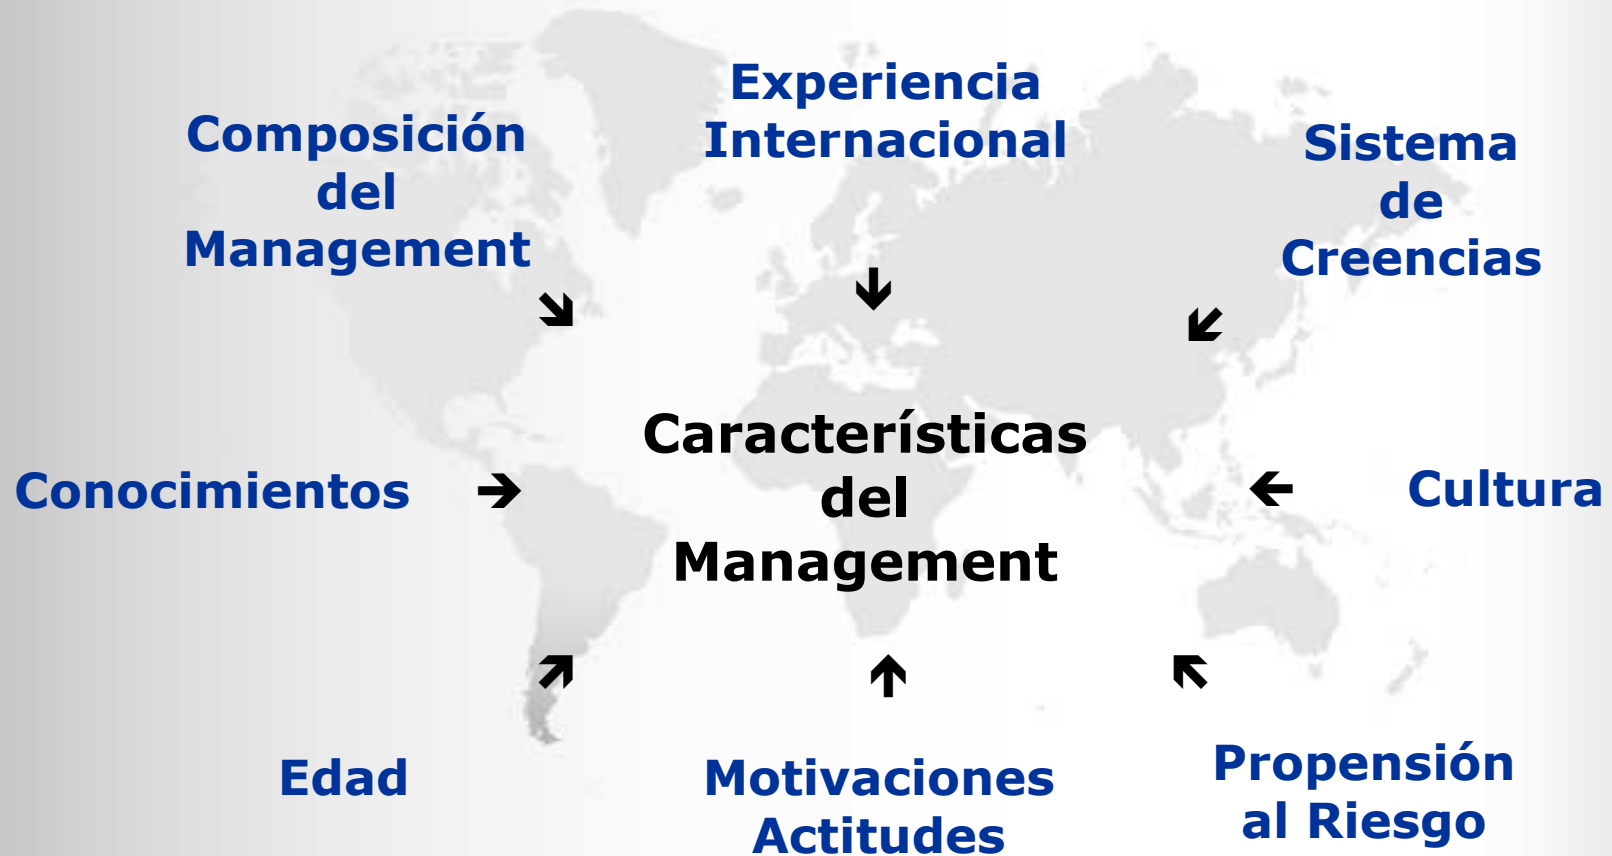 Experiencia
Internacional
Composición
del
Management
Sistema
de
Creencias
Características
del
Management
Conocimientos
Cultura
Edad
Motivaciones
Actitudes
Propensión
al Riesgo